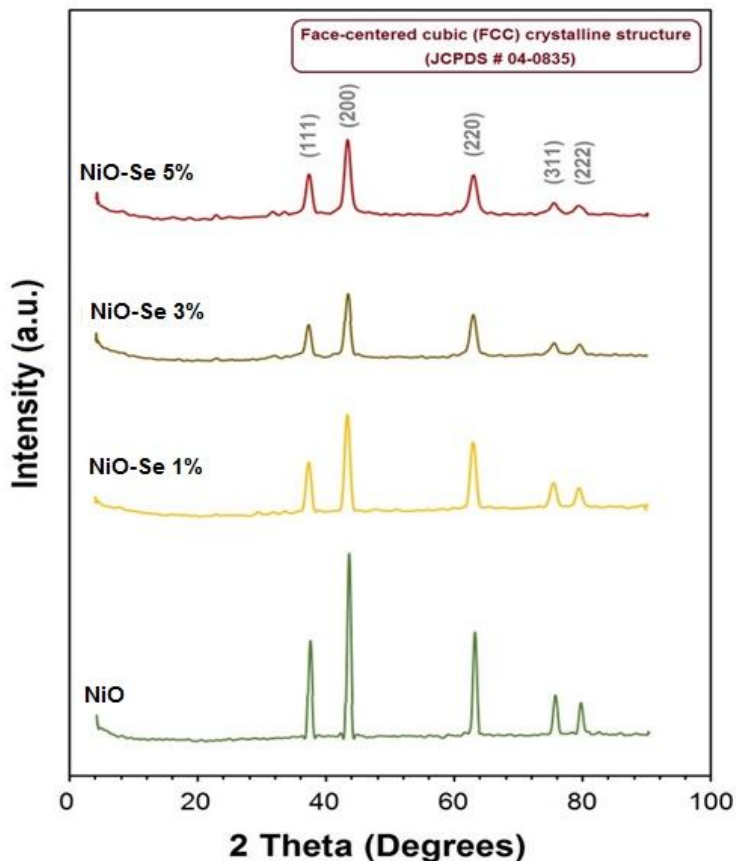 Face-centered cubic (FCC) crystalline structure
(JCPDS # 04-0835)
(111)
(200)
(220)
(311)
(222)
NiO-Se 5%
NiO-Se 3%
NiO-Se 1%
NiO
Intensity (a.u.)
0 20 40 60 80 100
2 Theta (Degrees)